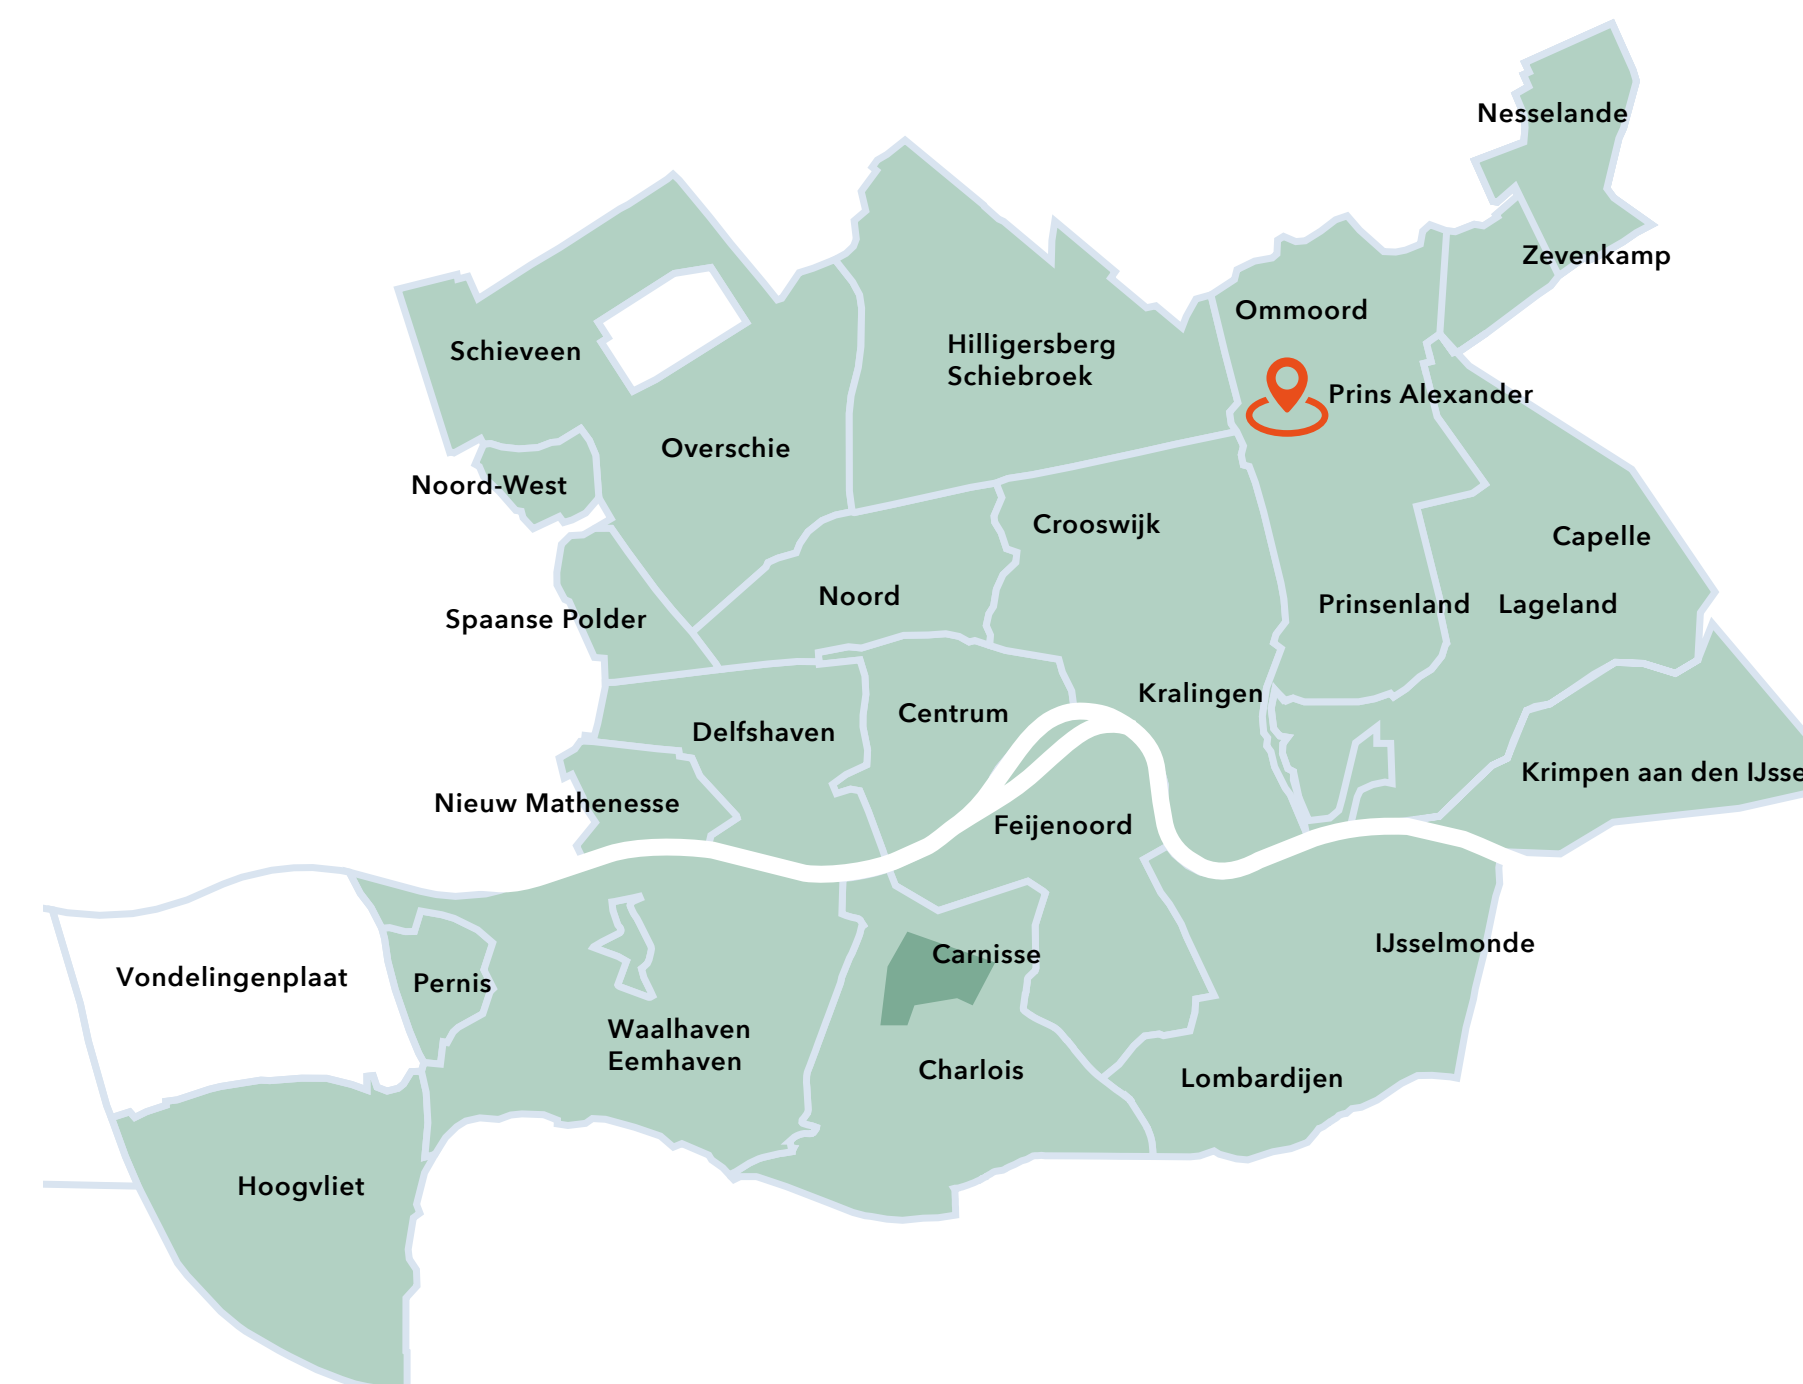 Nesselande
Zevenkamp
Ommoord
Hilligersberg
Schiebroek
Schieveen
Prins Alexander
Overschie
Noord-West
Crooswijk
Capelle
Noord
Prinsenland
Lageland
Spaanse Polder
Kralingen
Centrum
Delfshaven
Krimpen aan den IJsse
Nieuw Mathenesse
Feijenoord
IJsselmonde
Carnisse
Vondelingenplaat
Pernis
Waalhaven
Eemhaven
Charlois
Lombardijen
Hoogvliet